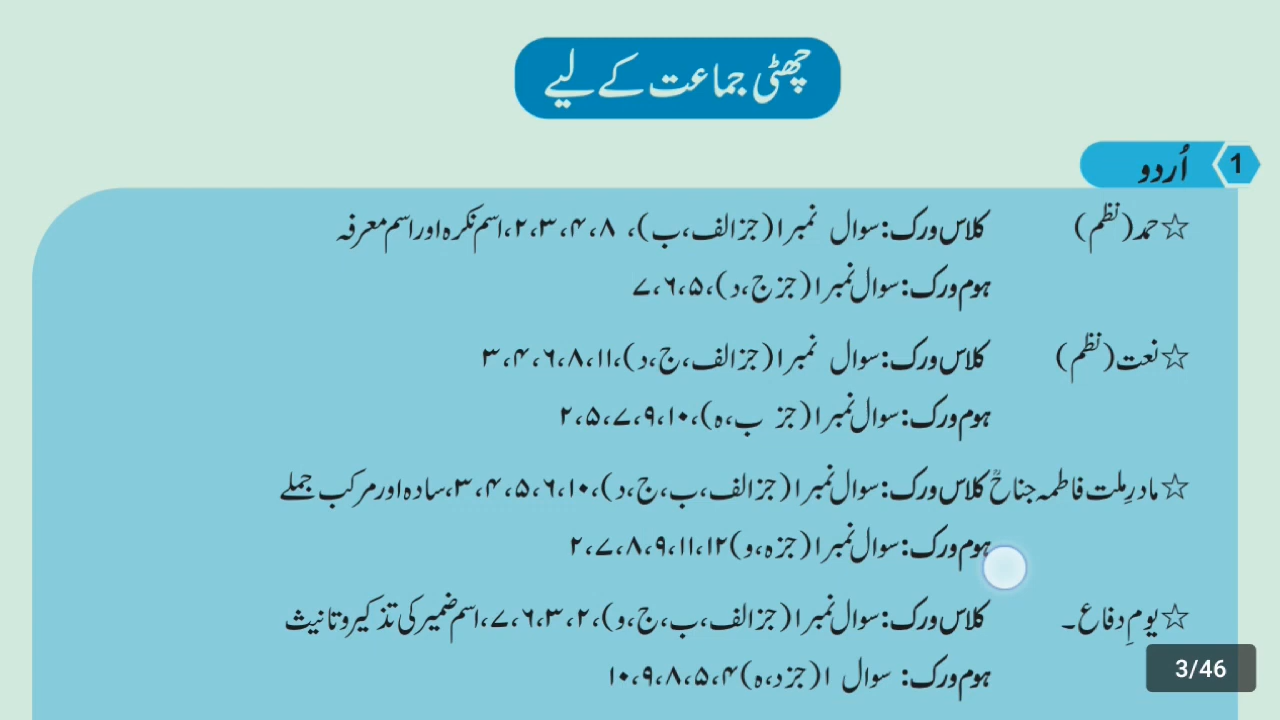 چھٹی جماعت کے لیے
1 اُردو
☆ حمد (نظم) کلاس ورک: سوال نمبر ۱ (جز الف، ب)، ۲، ۳، ۴، ۸، اسم نکرہ اور اسم معرفہ
ہوم ورک: سوال نمبر ۱ (جز ج، د)، ۵، ۶، ۷
☆ نعت (نظم) کلاس ورک: سوال نمبر ۱ (جز الف، ج، د)، ۳، ۴، ۶، ۸، ۱۱
ہوم ورک: سوال نمبر ۱ (جز ب، ہ)، ۲، ۵، ۷، ۹، ۱۰
☆ مادرِ ملت فاطمہ جناحؒ کلاس ورک: سوال نمبر ۱ (جز الف، ب، ج، د)، ۳، ۴، ۵، ۶، ۱۰، سادہ اور مرکب جملے
ہوم ورک: سوال نمبر ۱ (جز ہ، و) ۲، ۷، ۸، ۹، ۱۱، ۱۲
☆ یومِ دفاع۔ کلاس ورک: سوال نمبر ۱ (جز الف، ب، ج، و)، ۲، ۳، ۶، ۷، اسم ضمیر کی تذکیر و تانیث
ہوم ورک: سوال ۱ (جز د، ہ) ۴، ۵، ۸، ۹، ۱۰
3/46